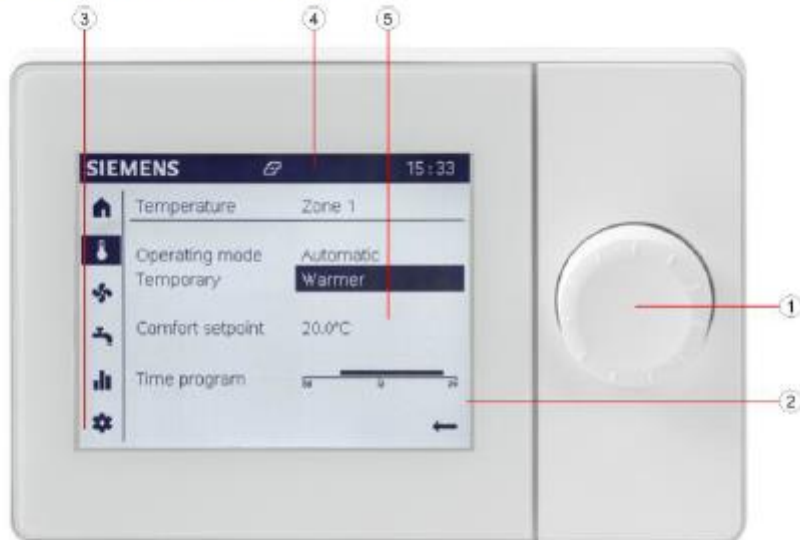 3 4 5
SIEMENS 15:33
Temperature Zone 1
Operating mode Automatic
Temporary Warmer
Comfort setpoint 20.0°C
Time program
1
2